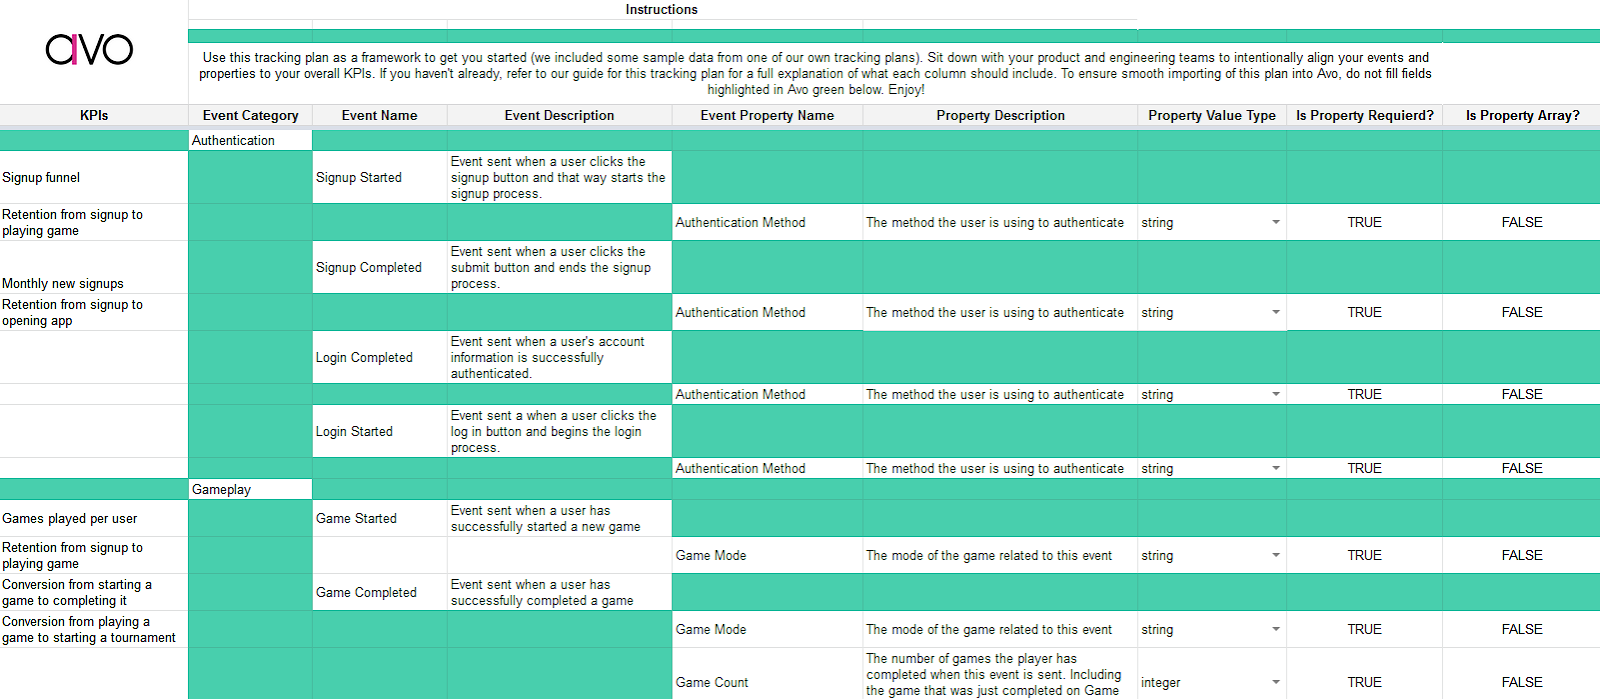 Instructions
avo
Use this tracking plan as a framework to get you started (we included some sample data from one of our own tracking plans). Sit down with your product and engineering teams to intentionally align your events and
properties to your overall KPIs. If you haven't already, refer to our guide for this tracking plan for a full explanation of what each column should include. To ensure smooth importing of this plan into Avo, do not fill fields
highlighted in Avo green below. Enjoy!
KPIs Event Category Event Name Event Description Event Property Name Property Description Property Value Type Is Property Requierd? Is Property Array?
Authentication
Signup funnel
Signup Started
Event sent when a user clicks the
signup button and that way starts the
signup process.
Retention from signup to
playing game
Authentication Method The method the user is using to authenticate string TRUE FALSE
Monthly new signups
Signup Completed
Event sent when a user clicks the
submit button and ends the signup
process.
Retention from signup to
opening app
Authentication Method The method the user is using to authenticate string TRUE FALSE
Login Completed
Event sent when a user's account
information is successfully
authenticated.
Authentication Method The method the user is using to authenticate string TRUE FALSE
Login Started
Event sent a when a user clicks the
log in button and begins the login
process.
Authentication Method The method the user is using to authenticate string TRUE FALSE
Gameplay
Games played per user
Game Started
Event sent when a user has
successfully started a new game
Retention from signup to
playing game
Game Mode The mode of the game related to this event string TRUE FALSE
Conversion from starting a
game to completing it
Game Completed
Event sent when a user has
successfully completed a game
Conversion from playing a
game to starting a tournament
Game Mode The mode of the game related to this event string TRUE FALSE
Game Count
The number of games the player has
completed when this event is sent. Including
the game that was just completed on Game
integer TRUE FALSE